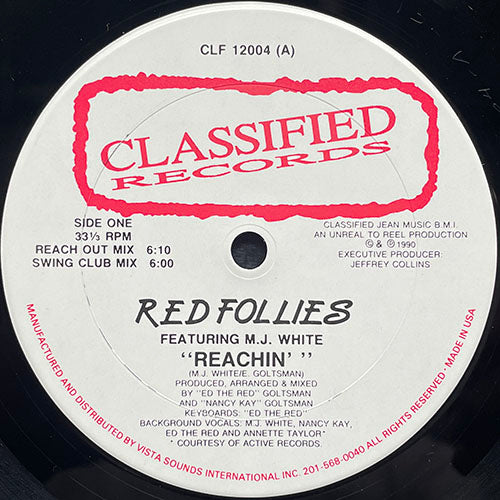 CLF 12004 (A)
CLASSIFIED
RECORDS
SIDE ONE
33⅓ RPM
REACH OUT MIX 6:10
SWING CLUB MIX 6:00
CLASSIFIED JEAN MUSIC B.M.I.
AN UNREAL TO REEL PRODUCTION
© & ℗ 1990
EXECUTIVE PRODUCER:
JEFFREY COLLINS
RED FOLLIES
FEATURING M.J. WHITE
"REACHIN' "
(M.J. WHITE/E. GOLTSMAN)
PRODUCED, ARRANGED & MIXED
BY "ED THE RED" GOLTSMAN
AND "NANCY KAY" GOLTSMAN
KEYBOARDS: "ED THE RED"
BACKGROUND VOCALS: M.J. WHITE, NANCY KAY,
ED THE RED AND ANNETTE TAYLOR*
* COURTESY OF ACTIVE RECORDS.
MANUFACTURED AND DISTRIBUTED BY VISTA SOUNDS INTERNATIONAL INC. 201-568-0040 ALL RIGHTS RESERVED • MADE IN USA